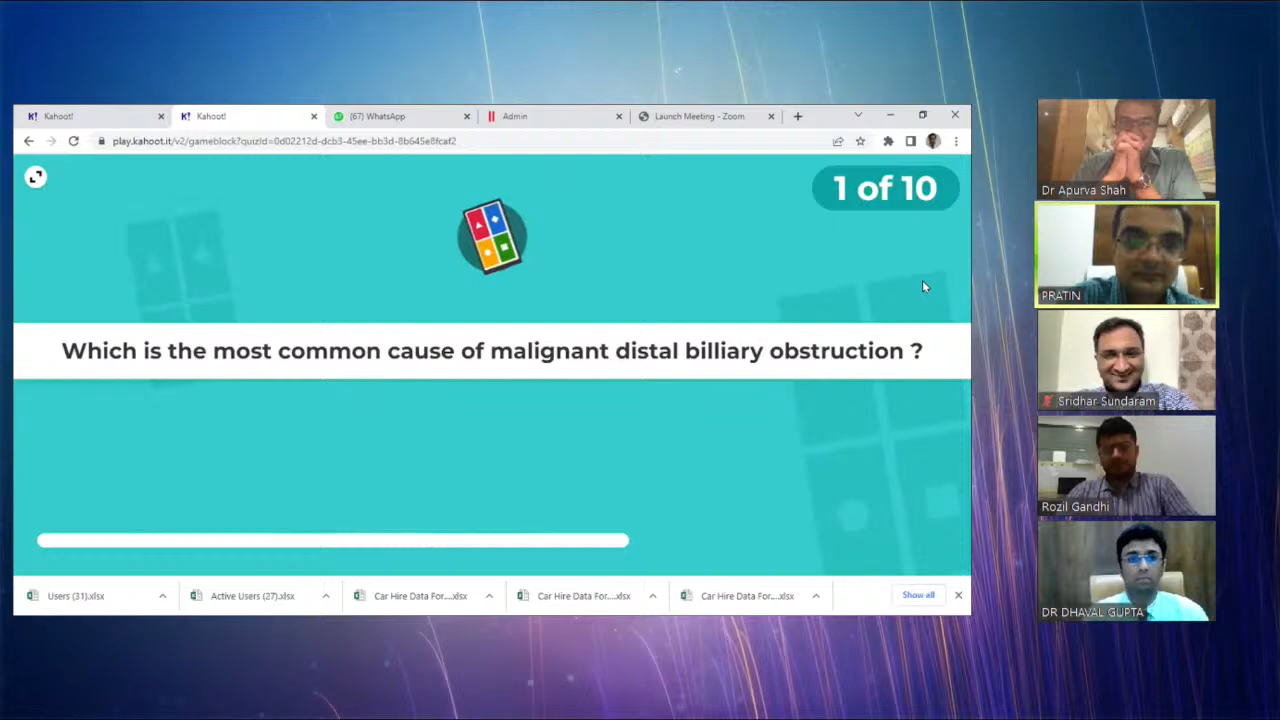 K! Kahoot!
K! Kahoot!
(67) WhatsApp
Admin
Launch Meeting - Zoom
play.kahoot.it/v2/gameblock?quizId=0d02212d-dcb3-45ee-bb3d-8b645e8fcaf2
1 of 10
Which is the most common cause of malignant distal billiary obstruction ?
Users (31).xlsx
Active Users (27).xlsx
Car Hire Data For....xlsx
Car Hire Data For....xlsx
Car Hire Data For....xlsx
Show all
Dr Apurva Shah
PRATIN
Sridhar Sundaram
Rozil Gandhi
DR DHAVAL GUPTA